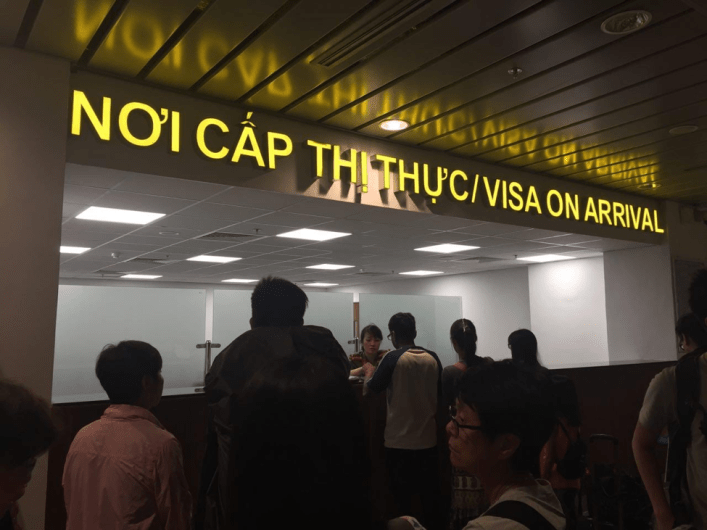 NƠI CẤP THỊ THỰC/VISA ON ARRIVAL